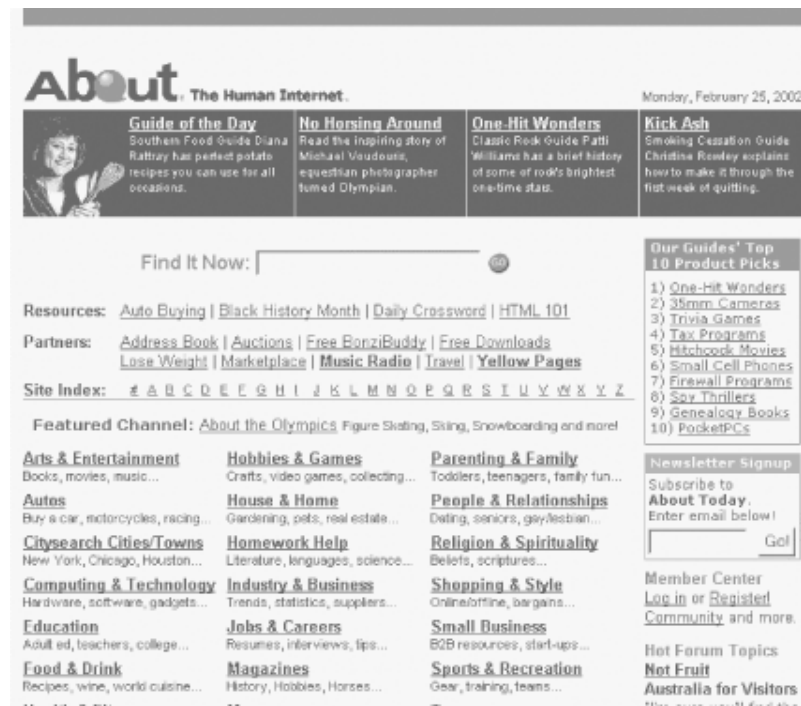 About The Human Internet.
Monday, February 25, 2002
Guide of the Day
Southern Food Guide Diana
Rattray has perfect potato
recipes you can use for all
occasions.
No Horsing Around
Read the inspiring story of
Michael Voudouris,
equestrian photographer
turned Olympian.
One-Hit Wonders
Classic Rock Guide Patti
Williams has a brief history
of some of rock's brightest
one-time stars.
Kick Ash
Smoking Cessation Guide
Christine Rowley explains
how to make it through the
first week of quitting.
Find It Now: GO
Resources: Auto Buying | Black History Month | Daily Crossword | HTML 101
Partners: Address Book | Auctions | Free BonziBuddy | Free Downloads
Lose Weight | Marketplace | Music Radio | Travel | Yellow Pages
Site Index: # A B C D E F G H I J K L M N O P Q R S T U V W X Y Z
Featured Channel: About the Olympics Figure Skating, Skiing, Snowboarding and more!
Arts & Entertainment
Books, movies, music...
Autos
Buy a car, motorcycles, racing...
Citysearch Cities/Towns
New York, Chicago, Houston...
Computing & Technology
Hardware, software, gadgets...
Education
Adult ed, teachers, college...
Food & Drink
Recipes, wine, world cuisine...
Hobbies & Games
Crafts, video games, collecting...
House & Home
Gardening, pets, real estate...
Homework Help
Literature, languages, science...
Industry & Business
Trends, statistics, suppliers...
Jobs & Careers
Resumes, interviews, tips...
Magazines
History, Hobbies, Horses...
Parenting & Family
Toddlers, teenagers, family fun...
People & Relationships
Dating, seniors, gay/lesbian...
Religion & Spirituality
Beliefs, scriptures...
Shopping & Style
Online/offline, bargains...
Small Business
B2B resources, start-ups...
Sports & Recreation
Gear, training, teams...
Our Guides' Top
10 Product Picks
1) One-Hit Wonders
2) 35mm Cameras
3) Trivia Games
4) Tax Programs
5) Hitchcock Movies
6) Small Cell Phones
7) Firewall Programs
8) Spy Thrillers
9) Genealogy Books
10) PocketPCs
Newsletter Signup
Subscribe to
About Today.
Enter email below!
Go!
Member Center
Log in or Register!
Community and more.
Hot Forum Topics
Not Fruit
Australia for Visitors